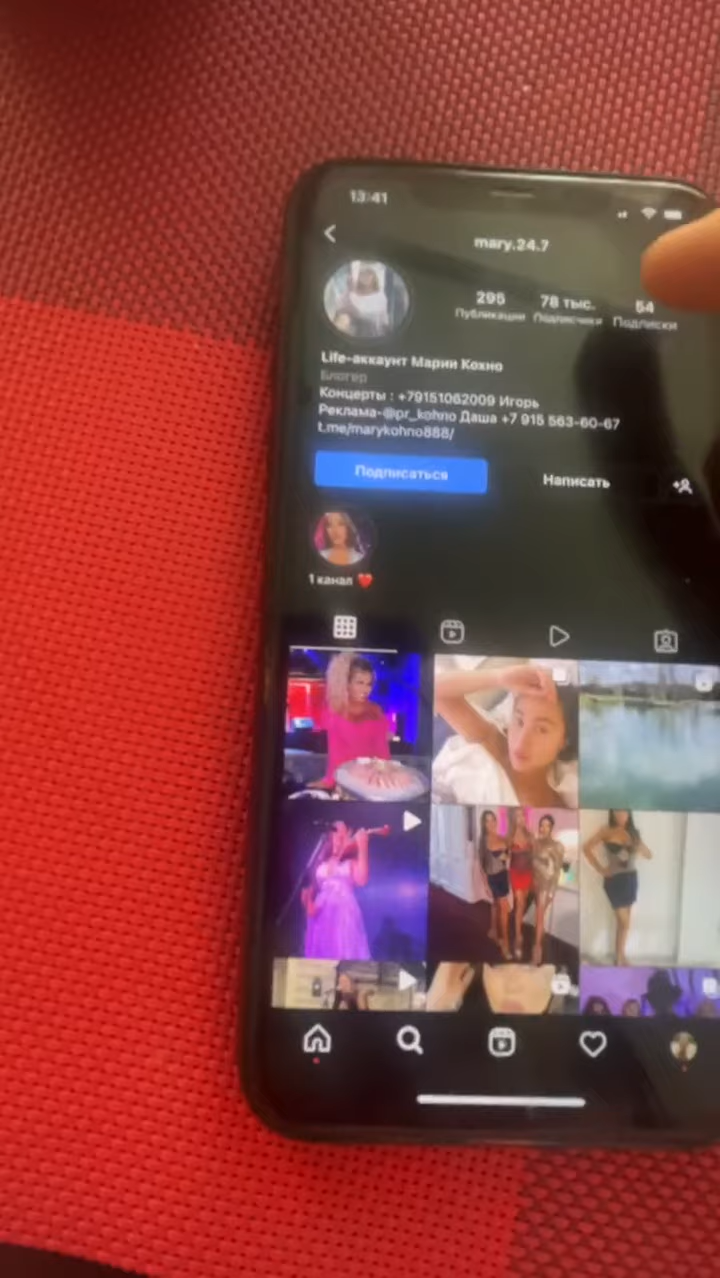 13:41
mary.24.7
295 78 тыс. 54
Публикации Подписчики Подписки
Life-аккаунт Марии Кохно
Блогер
Концерты : +79151062009 Игорь
Реклама-@pr_kohno Даша +7 915 563-60-67
t.me/marykohno888/
Подписаться Написать
1 канал